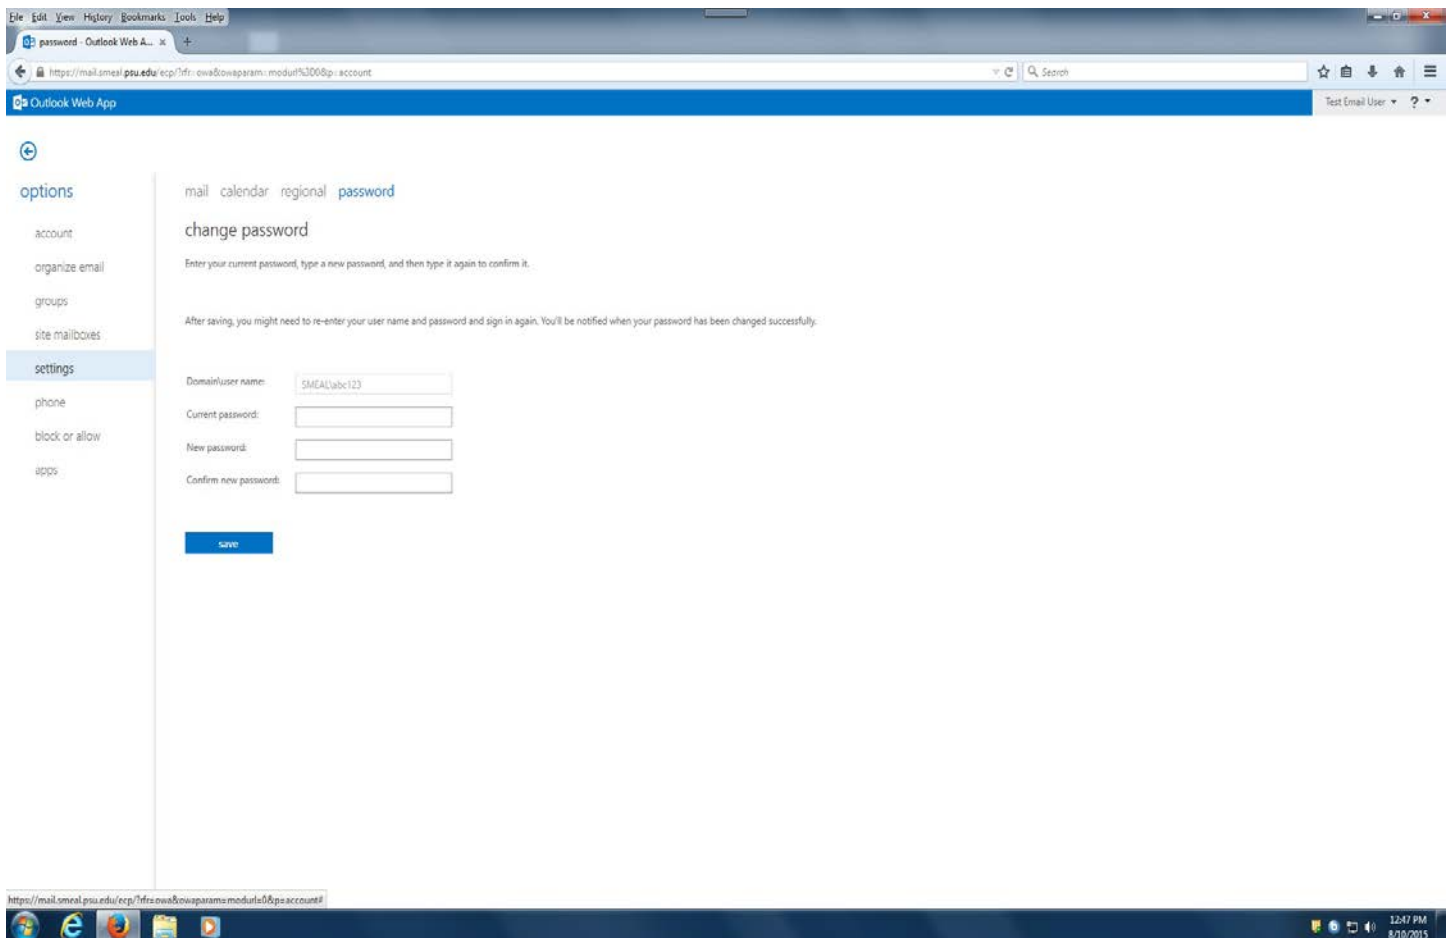 File Edit View History Bookmarks Tools Help
password - Outlook Web A... × +
https://mail.smeal.psu.edu/ecp/?rfr=owa&owaparam=modurl%3D0&p=account
Search
Outlook Web App
Test Email User ?
options
mail calendar regional password
account
change password
organize email
Enter your current password, type a new password, and then type it again to confirm it.
groups
After saving, you might need to re-enter your user name and password and sign in again. You'll be notified when your password has been changed successfully.
site mailboxes
settings
Domain\user name:
SMEAL\abc123
phone
Current password:
block or allow
New password:
apps
Confirm new password:
save
https://mail.smeal.psu.edu/ecp/?rfr=owa&owaparam=modurl=0&p=account#
12:47 PM
8/10/2015